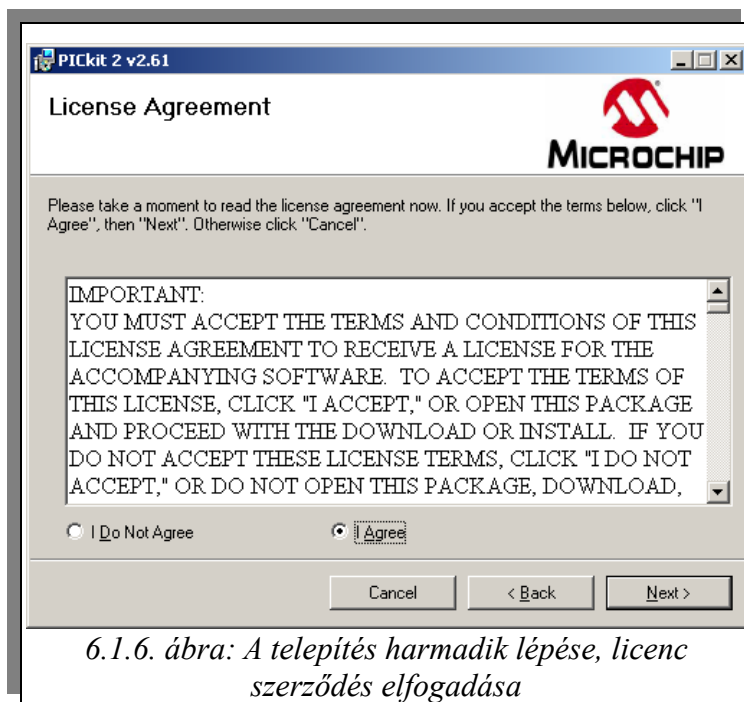 PICkit 2 v2.61
License Agreement
MICROCHIP
Please take a moment to read the license agreement now. If you accept the terms below, click "I
Agree", then "Next". Otherwise click "Cancel".
IMPORTANT:
YOU MUST ACCEPT THE TERMS AND CONDITIONS OF THIS
LICENSE AGREEMENT TO RECEIVE A LICENSE FOR THE
ACCOMPANYING SOFTWARE.  TO ACCEPT THE TERMS OF
THIS LICENSE, CLICK "I ACCEPT," OR OPEN THIS PACKAGE
AND PROCEED WITH THE DOWNLOAD OR INSTALL.  IF YOU
DO NOT ACCEPT THESE LICENSE TERMS, CLICK "I DO NOT
ACCEPT," OR DO NOT OPEN THIS PACKAGE, DOWNLOAD,
I Do Not Agree
I Agree
Cancel
< Back
Next >
6.1.6. ábra: A telepítés harmadik lépése, licenc
szerződés elfogadása